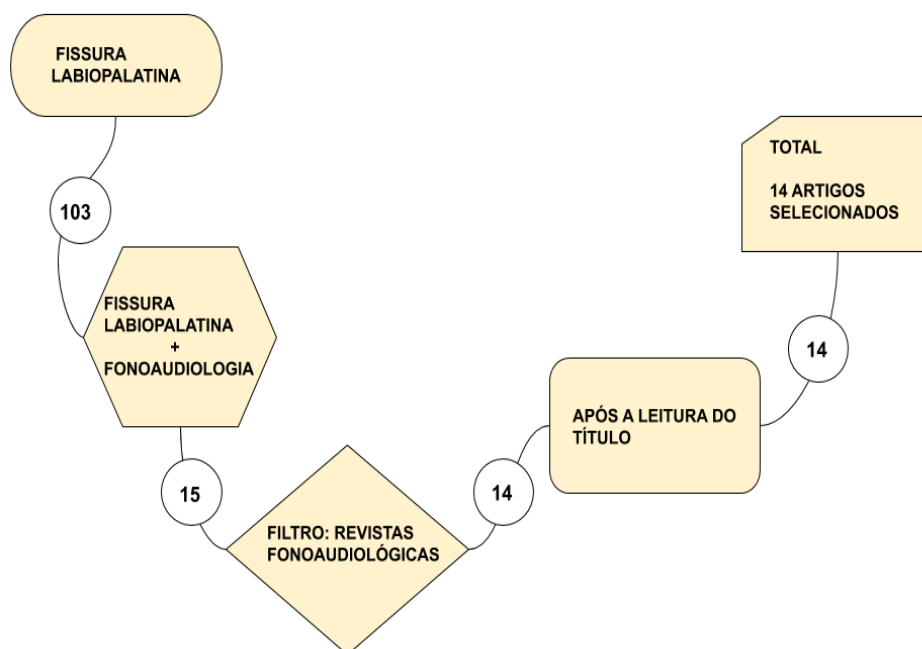 FISSURA
LABIOPALATINA
103
FISSURA
LABIOPALATINA
+
FONOAUDIOLOGIA
15
FILTRO: REVISTAS
FONOAUDIOLÓGICAS
14
APÓS A LEITURA DO
TÍTULO
14
TOTAL
14 ARTIGOS
SELECIONADOS